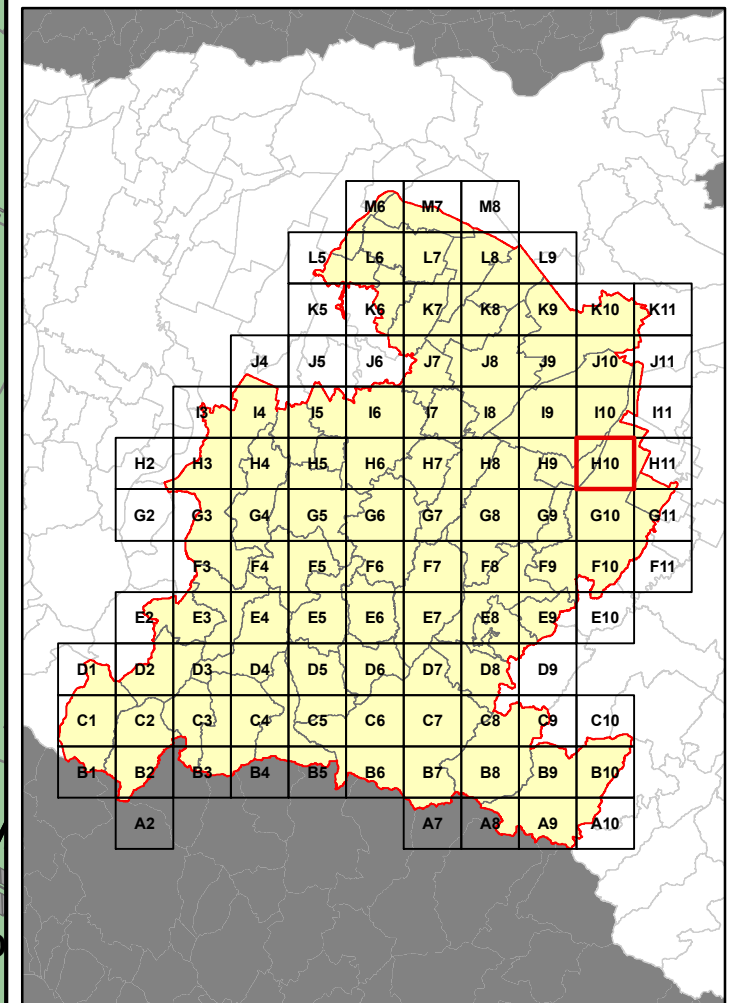 M6 M7 M8
L5 L6 L7 L8 L9
K5 K6 K7 K8 K9 K10 K11
J4 J5 J6 J7 J8 J9 J10 J11
I3 I4 I5 I6 I7 I8 I9 I10 I11
H2 H3 H4 H5 H6 H7 H8 H9 H10 H11
G2 G3 G4 G5 G6 G7 G8 G9 G10 G11
F3 F4 F5 F6 F7 F8 F9 F10 F11
E2 E3 E4 E5 E6 E7 E8 E9 E10
D1 D2 D3 D4 D5 D6 D7 D8 D9
C1 C2 C3 C4 C5 C6 C7 C8 C9 C10
B1 B2 B3 B4 B5 B6 B7 B8 B9 B10
A2 A7 A8 A9 A10